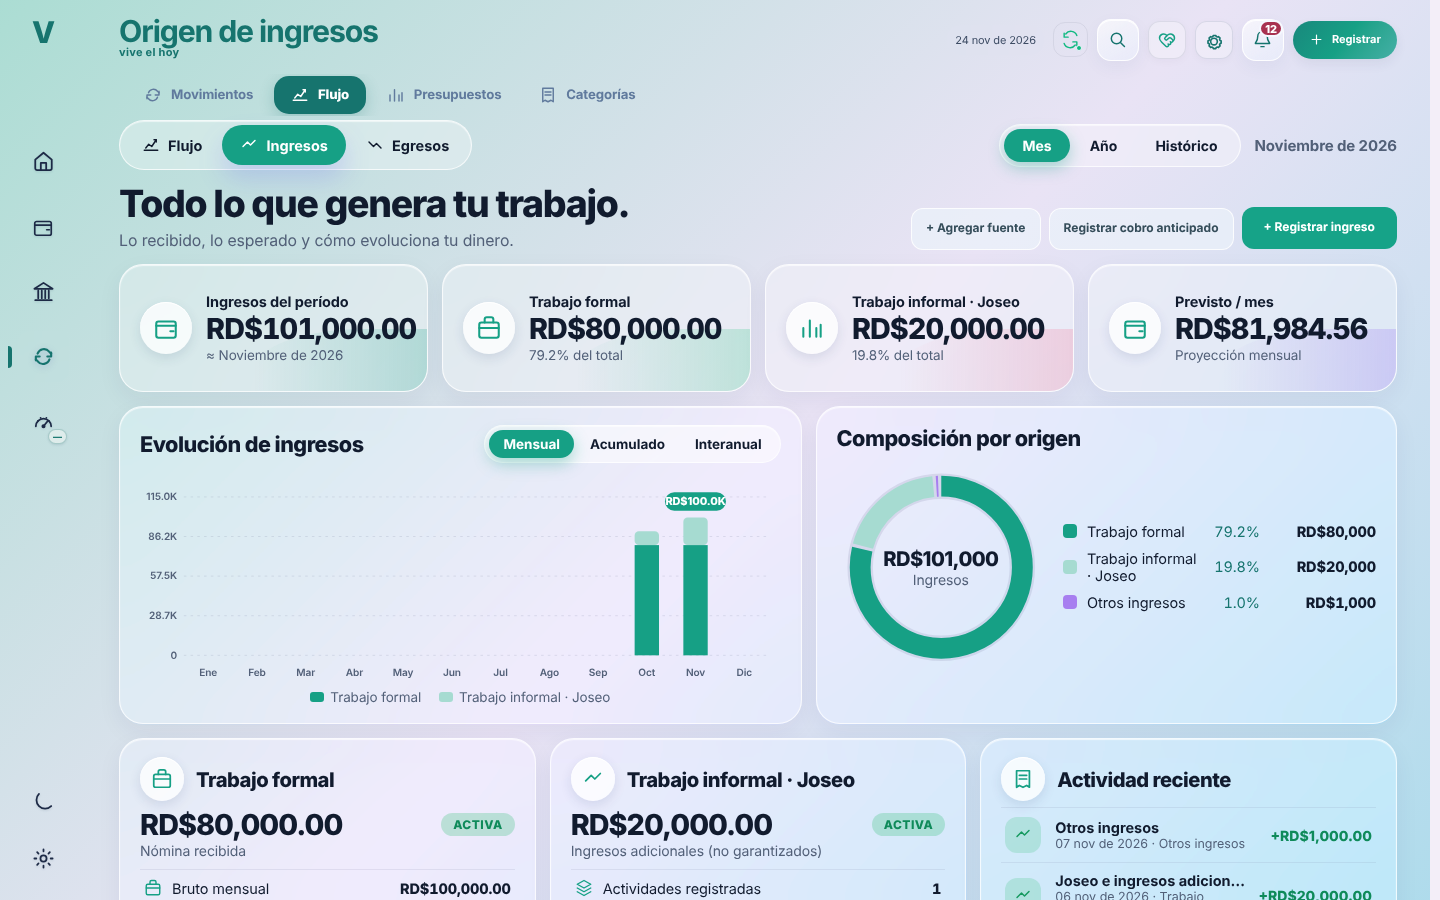 V
Origen de ingresos
vive el hoy
24 nov de 2026
12
+ Registrar
Movimientos
Flujo
Presupuestos
Categorías
Flujo
Ingresos
Egresos
Mes
Año
Histórico
Noviembre de 2026
Todo lo que genera tu trabajo.
Lo recibido, lo esperado y cómo evoluciona tu dinero.
+ Agregar fuente
Registrar cobro anticipado
+ Registrar ingreso
Ingresos del período
RD$101,000.00
≈ Noviembre de 2026
Trabajo formal
RD$80,000.00
79.2% del total
Trabajo informal · Joseo
RD$20,000.00
19.8% del total
Previsto / mes
RD$81,984.56
Proyección mensual
Evolución de ingresos
Mensual
Acumulado
Interanual
115.0K
86.2K
57.5K
28.7K
0
RD$100.0K
Ene
Feb
Mar
Abr
May
Jun
Jul
Ago
Sep
Oct
Nov
Dic
Trabajo formal
Trabajo informal · Joseo
Composición por origen
RD$101,000
Ingresos
Trabajo formal 79.2% RD$80,000
Trabajo informal
· Joseo 19.8% RD$20,000
Otros ingresos 1.0% RD$1,000
Trabajo formal
RD$80,000.00
ACTIVA
Nómina recibida
Bruto mensual RD$100,000.00
Trabajo informal · Joseo
RD$20,000.00
ACTIVA
Ingresos adicionales (no garantizados)
Actividades registradas 1
Actividad reciente
Otros ingresos
07 nov de 2026 · Otros ingresos
+RD$1,000.00
Joseo e ingresos adicion...
06 nov de 2026 · Trabajo
+RD$20,000.00